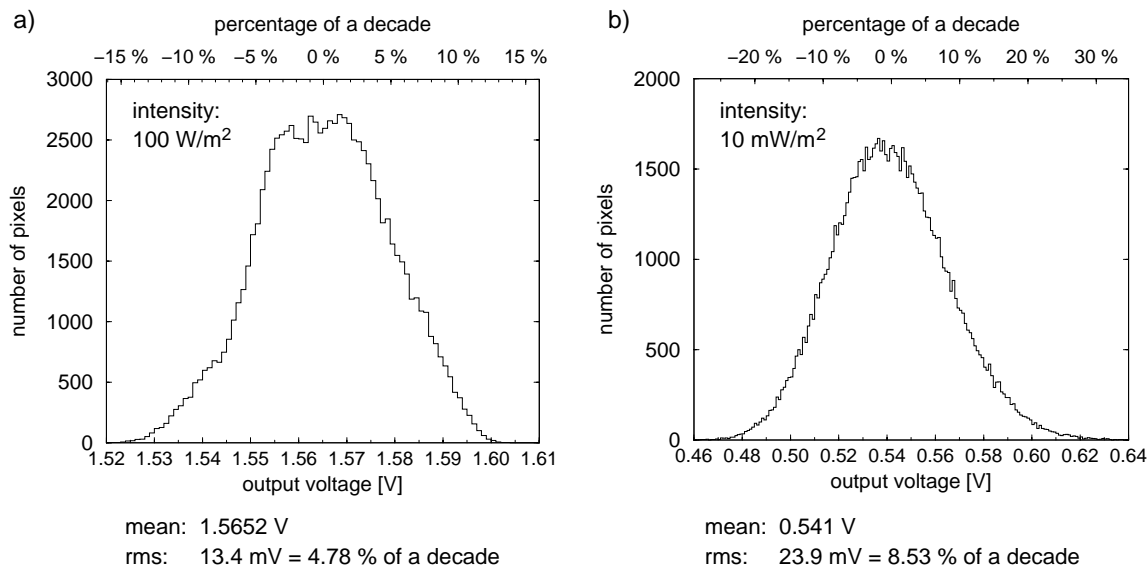 a)
percentage of a decade
−15 % −10 % −5 % 0 % 5 % 10 % 15 %
3000
2500
2000
1500
1000
500
0
number of pixels
intensity:
100 W/m²
1.52 1.53 1.54 1.55 1.56 1.57 1.58 1.59 1.60 1.61
output voltage [V]
mean: 1.5652 V
rms: 13.4 mV = 4.78 % of a decade
b)
percentage of a decade
−20 % −10 % 0 % 10 % 20 % 30 %
2000
1500
1000
500
0
number of pixels
intensity:
10 mW/m²
0.46 0.48 0.50 0.52 0.54 0.56 0.58 0.60 0.62 0.64
output voltage [V]
mean: 0.541 V
rms: 23.9 mV = 8.53 % of a decade